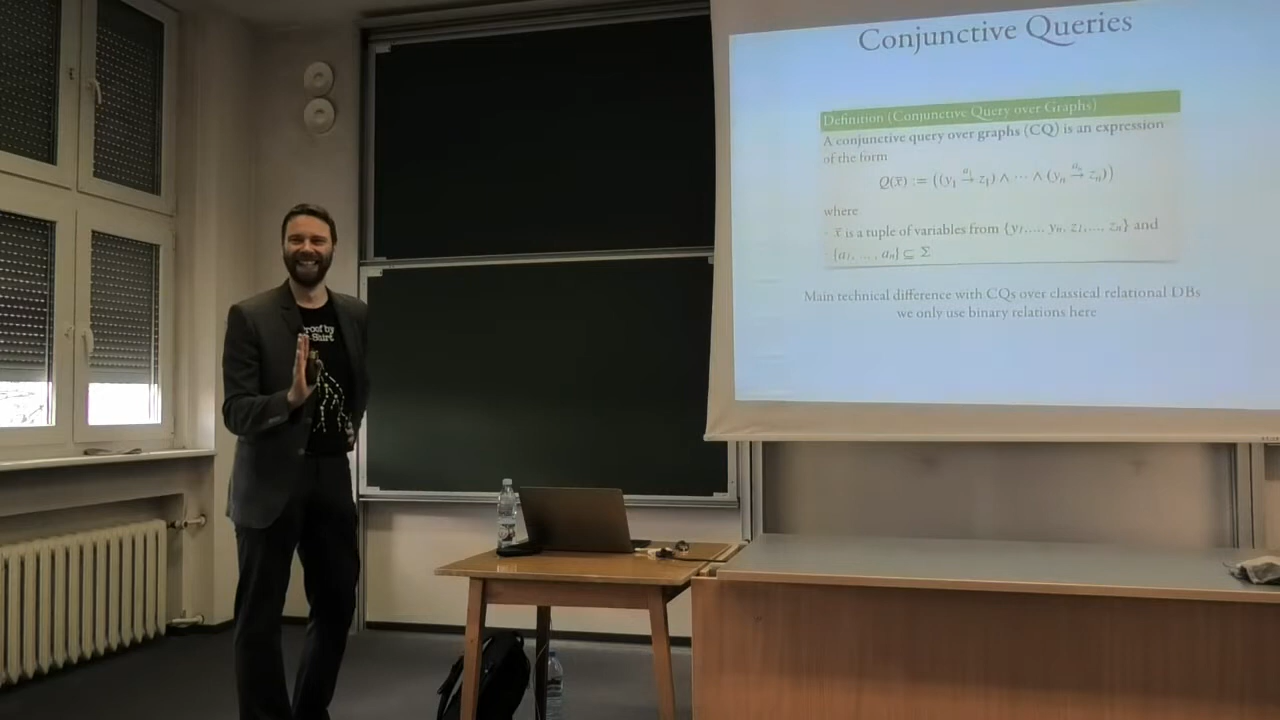 Conjunctive Queries
Definition (Conjunctive Query over Graphs)
A conjunctive query over graphs (CQ) is an expression
of the form
Q(x̄) := ((y₁ →^{a₁} z₁) ∧ ⋯ ∧ (yₙ →^{aₙ} zₙ))
where
· x̄ is a tuple of variables from {y₁,..., yₙ, z₁,..., zₙ} and
· {a₁, ..., aₙ} ⊆ Σ
Main technical difference with CQs over classical relational DBs
we only use binary relations here
Proof by